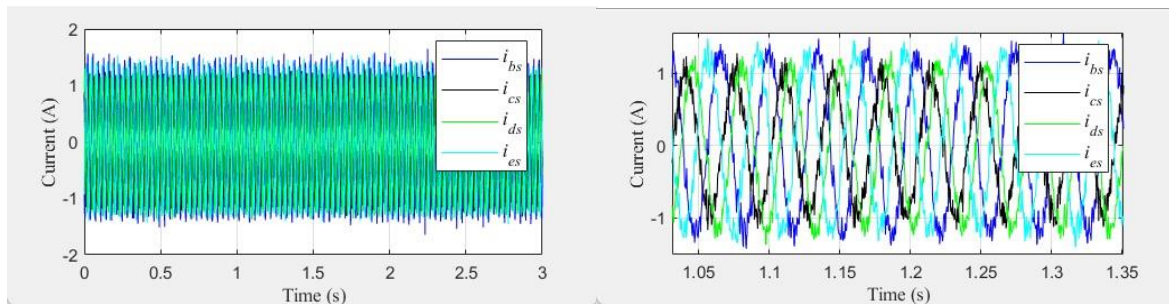 2
1
0
-1
-2
Current (A)
0 0.5 1 1.5 2 2.5 3
Time (s)
i_bs
i_cs
i_ds
i_es
1
0
-1
Current (A)
1.05 1.1 1.15 1.2 1.25 1.3 1.35
Time (s)
i_bs
i_cs
i_ds
i_es